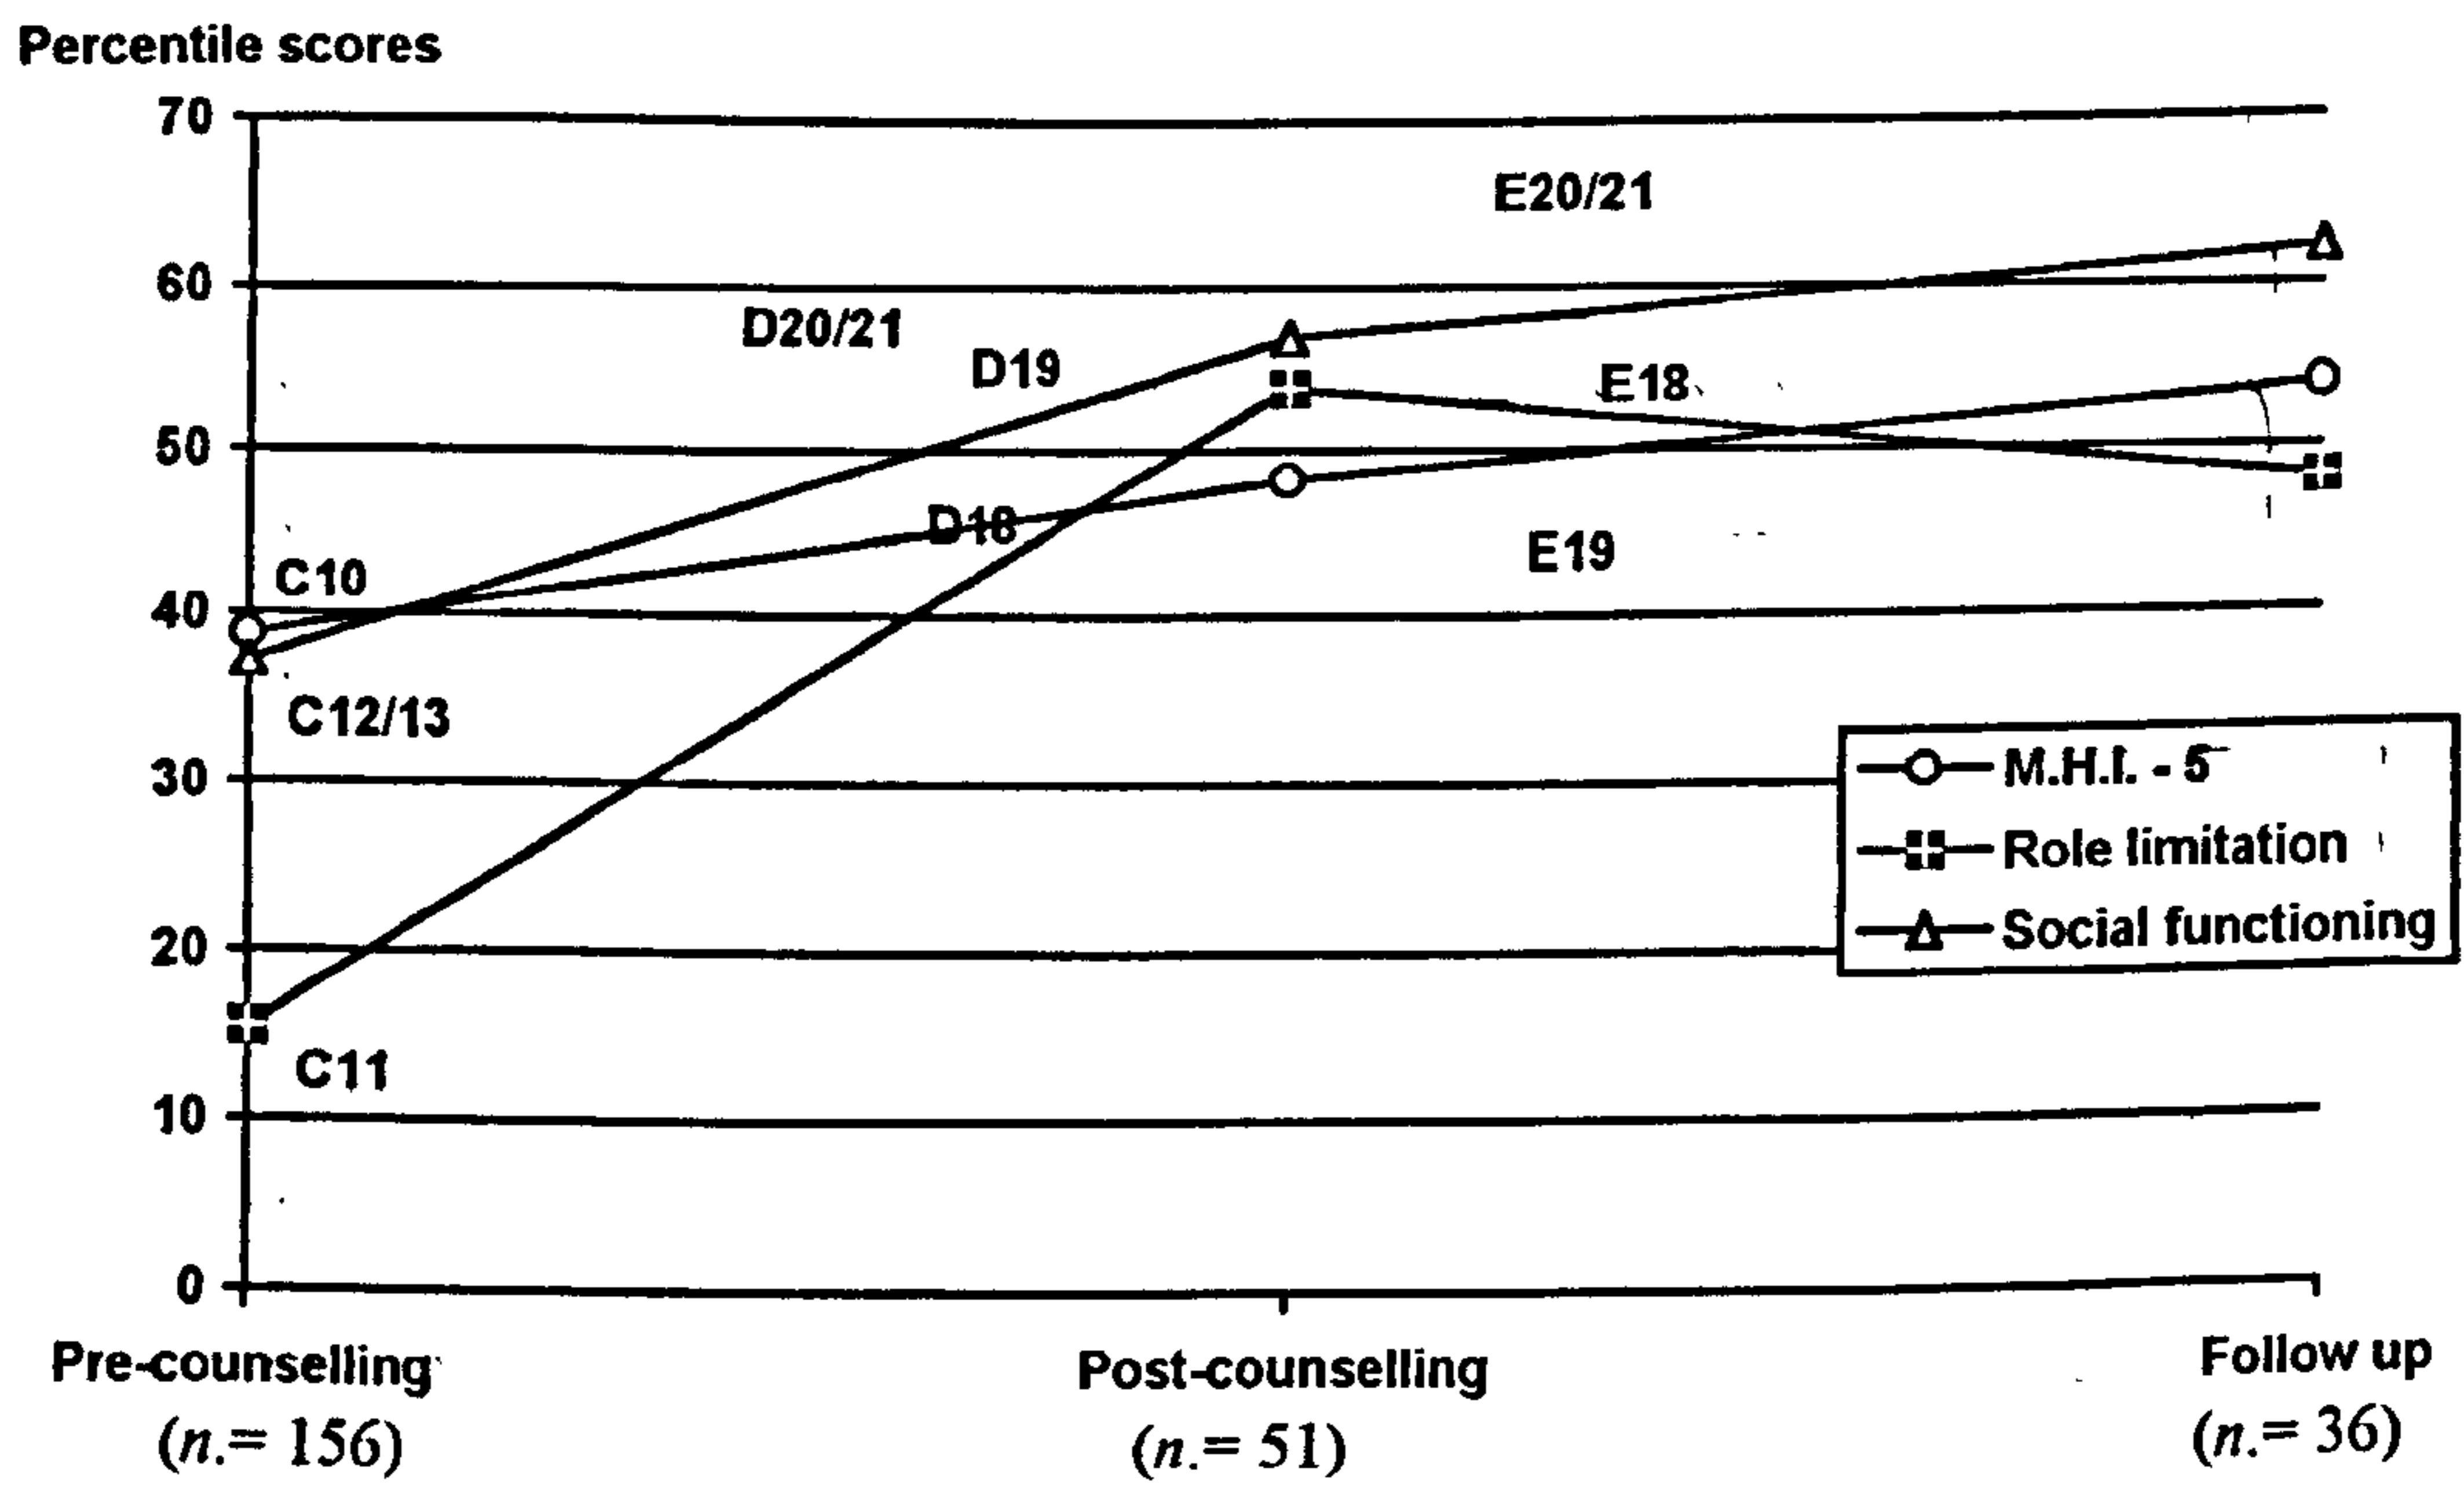 Percentile scores
70
E20/21
60
D20/21
D19
E18
50
D18
E19
C10
40
C12/13
30
M.H.I. - 5
Role limitation
20
Social functioning
C11
10
0
Pre-counselling
Post-counselling
Follow up
(n.= 156)
(n.= 51)
(n.= 36)